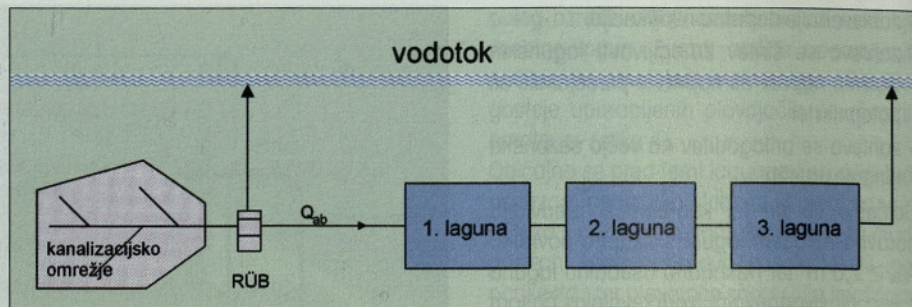 vodotok
kanalizacijsko
omrežje
RÜB
Qab
1. laguna
2. laguna
3. laguna